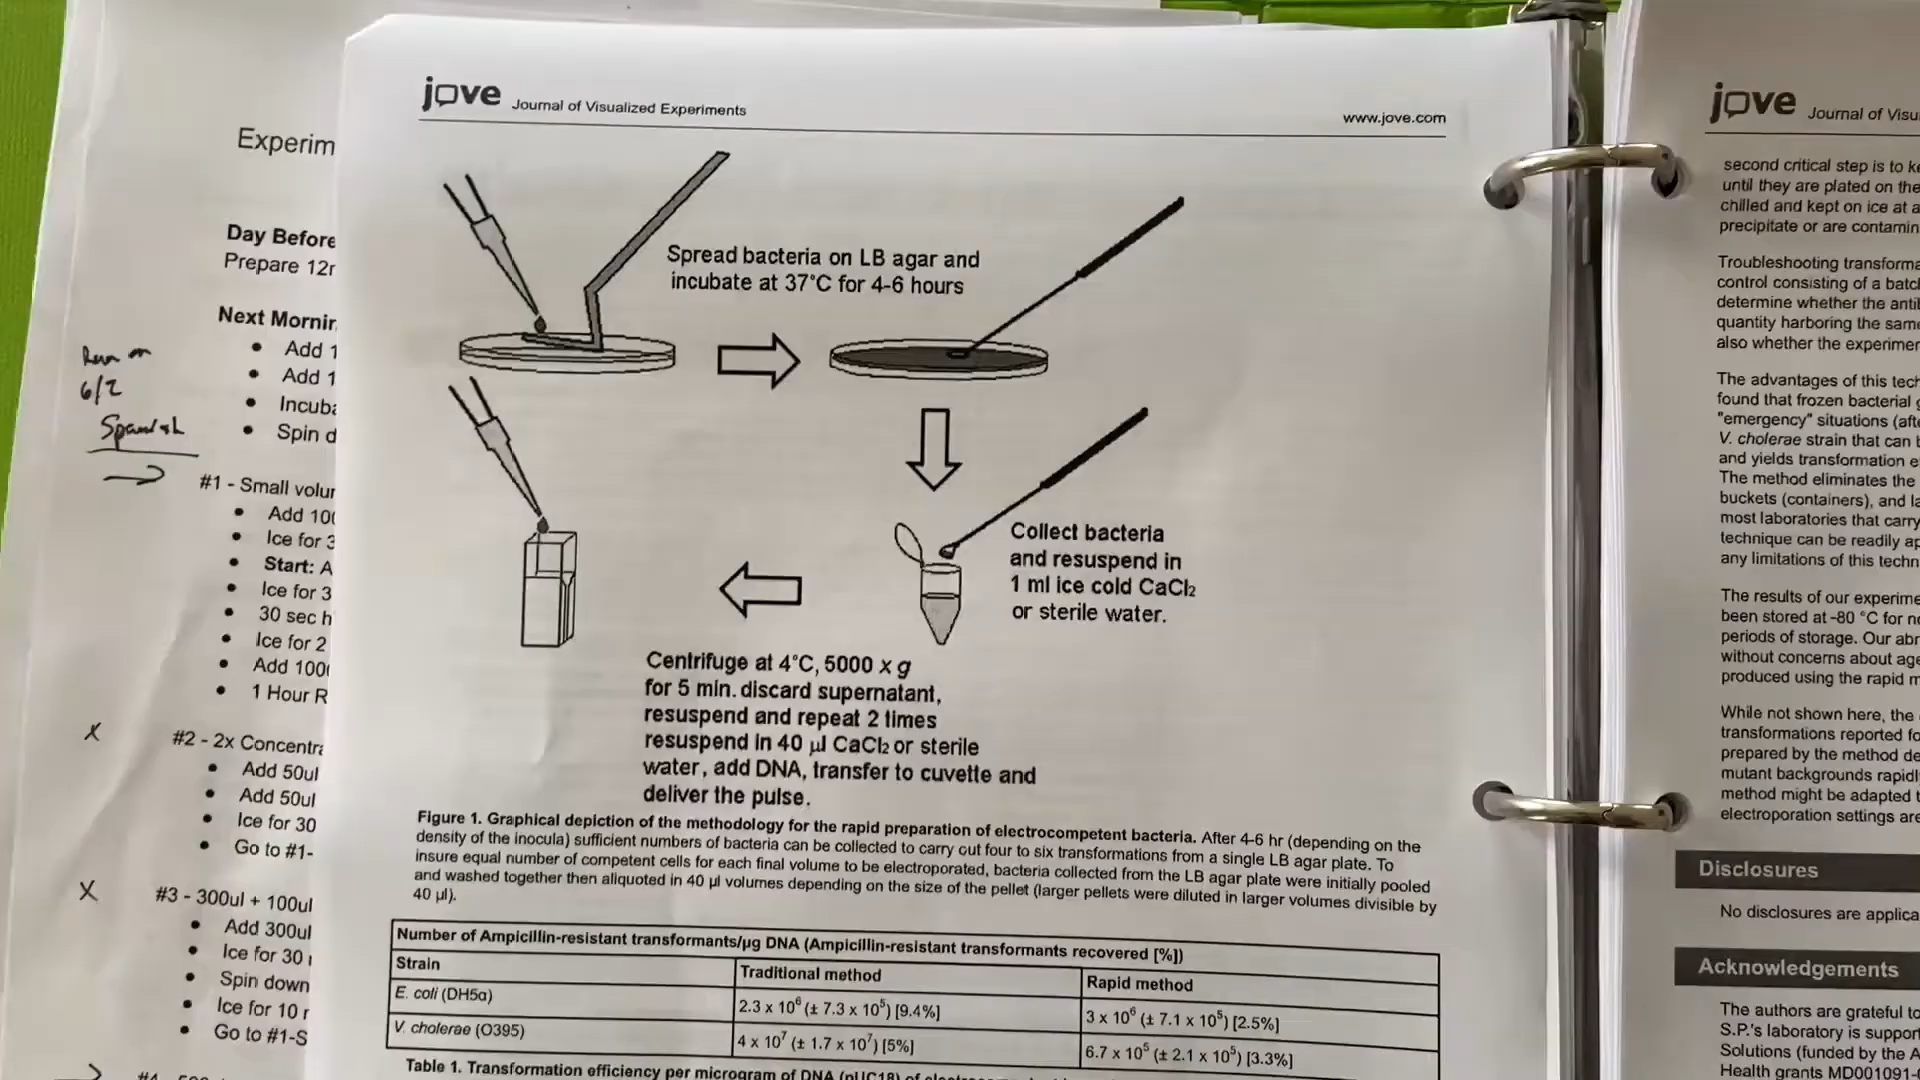 Experim
Day Before
Prepare 12r
Next Mornir
Add 1
Add 1
Incuba
Spin d
Run on
6/2
Spanish
#1 - Small volur
Add 100
Ice for 3
Start: A
Ice for 3
30 sec h
Ice for 2
Add 1000
1 Hour R
X
#2 - 2x Concentra
Add 50ul
Add 50ul
Ice for 30
Go to #1-
X
#3 - 300ul + 100ul
Add 300ul
Ice for 30
Spin down
Ice for 10 r
Go to #1-S
jove Journal of Visualized Experiments
www.jove.com
Spread bacteria on LB agar and
incubate at 37°C for 4-6 hours
Collect bacteria
and resuspend in
1 ml ice cold CaCl₂
or sterile water.
Centrifuge at 4°C, 5000 x g
for 5 min. discard supernatant,
resuspend and repeat 2 times
resuspend in 40 µl CaCl₂ or sterile
water, add DNA, transfer to cuvette and
deliver the pulse.
Figure 1. Graphical depiction of the methodology for the rapid preparation of electrocompetent bacteria. After 4-6 hr (depending on the
density of the inocula) sufficient numbers of bacteria can be collected to carry out four to six transformations from a single LB agar plate. To
insure equal number of competent cells for each final volume to be electroporated, bacteria collected from the LB agar plate were initially pooled
and washed together then aliquoted in 40 µl volumes depending on the size of the pellet (larger pellets were diluted in larger volumes divisible by
40 µl).
Number of Ampicillin-resistant transformants/µg DNA (Ampicillin-resistant transformants recovered [%])
Strain Traditional method Rapid method
E. coli (DH5α) 2.3 x 10⁶ (± 7.3 x 10⁵) [9.4%] 3 x 10⁶ (± 7.1 x 10⁵) [2.5%]
V. cholerae (O395) 4 x 10⁷ (± 1.7 x 10⁷) [5%] 6.7 x 10⁵ (± 2.1 x 10⁵) [3.3%]
Table 1. Transformation efficiency per microgram of DNA (pUC18) of
jove Journal of Visu
second critical step is to ke
until they are plated on the
chilled and kept on ice at a
precipitate or are contamin
Troubleshooting transforma
control consisting of a batcl
determine whether the antil
quantity harboring the same
also whether the experimer
The advantages of this tech
found that frozen bacterial g
"emergency" situations (afte
V. cholerae strain that can b
and yields transformation e
The method eliminates the
buckets (containers), and la
most laboratories that carry
technique can be readily ap
any limitations of this techn
The results of our experime
been stored at -80 °C for no
periods of storage. Our abr
without concerns about age
produced using the rapid m
While not shown here, the
transformations reported fo
prepared by the method de
mutant backgrounds rapidl
method might be adapted t
electroporation settings are
Disclosures
No disclosures are applica
Acknowledgements
The authors are grateful to
S.P.'s laboratory is support
Solutions (funded by the A
Health grants MD001091-